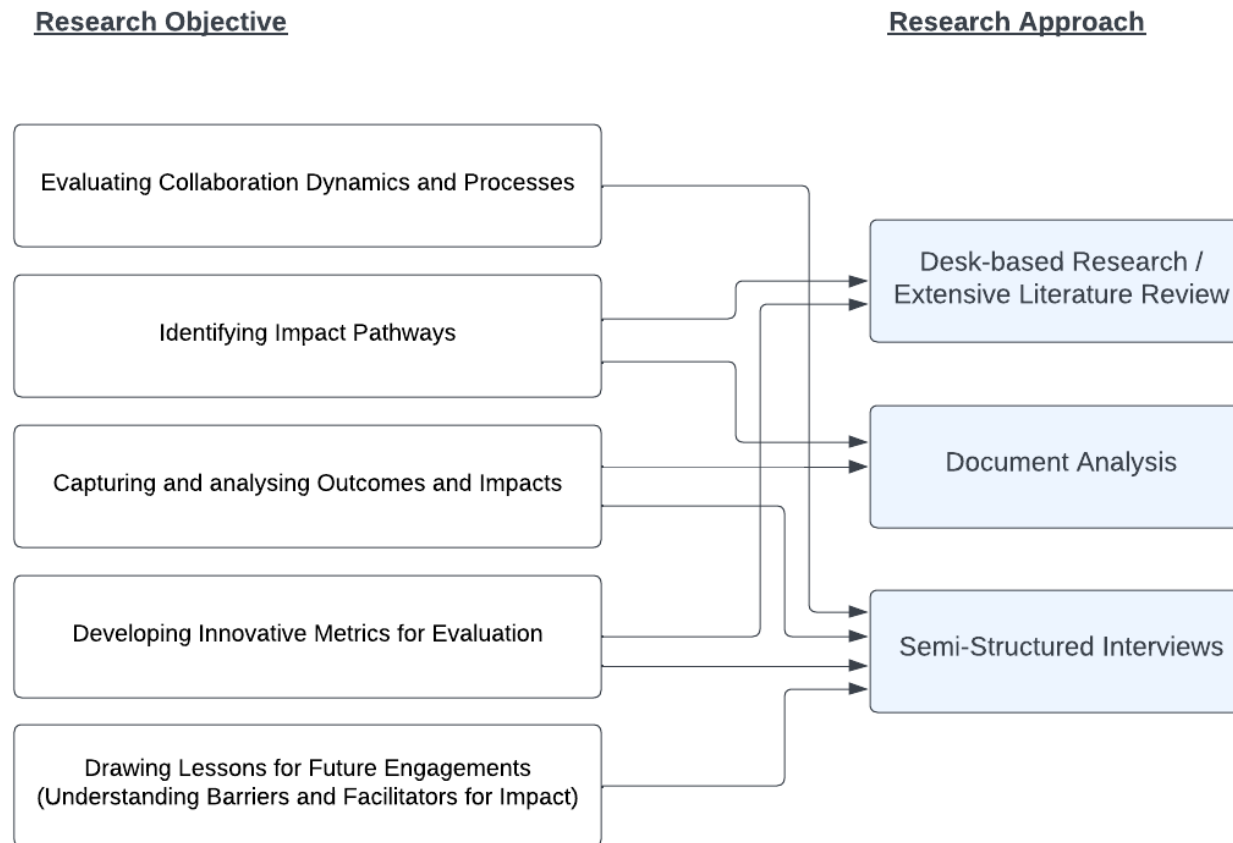 Research Objective
Research Approach
Evaluating Collaboration Dynamics and Processes
Desk-based Research /
Extensive Literature Review
Identifying Impact Pathways
Document Analysis
Capturing and analysing Outcomes and Impacts
Developing Innovative Metrics for Evaluation
Semi-Structured Interviews
Drawing Lessons for Future Engagements
(Understanding Barriers and Facilitators for Impact)